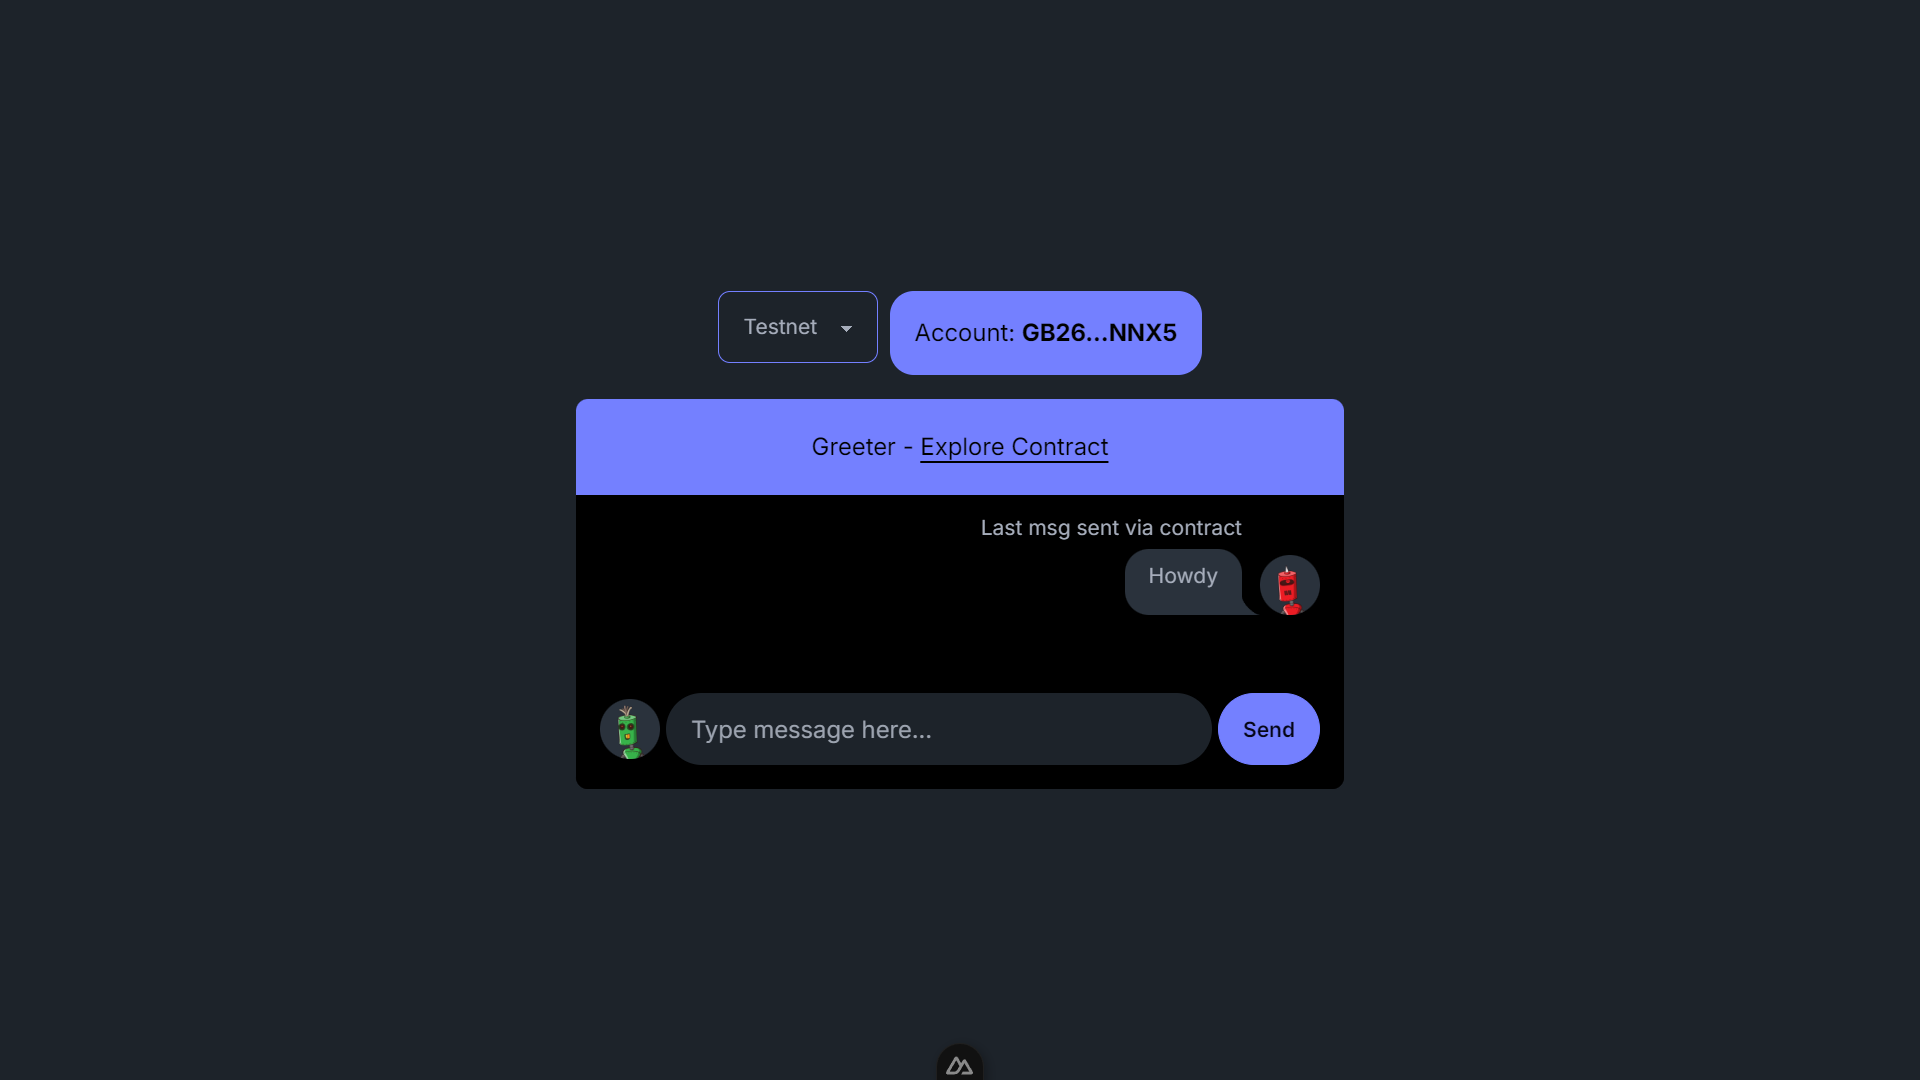 Testnet
Account: GB26...NNX5
Greeter - Explore Contract
Last msg sent via contract
Howdy
Type message here...
Send